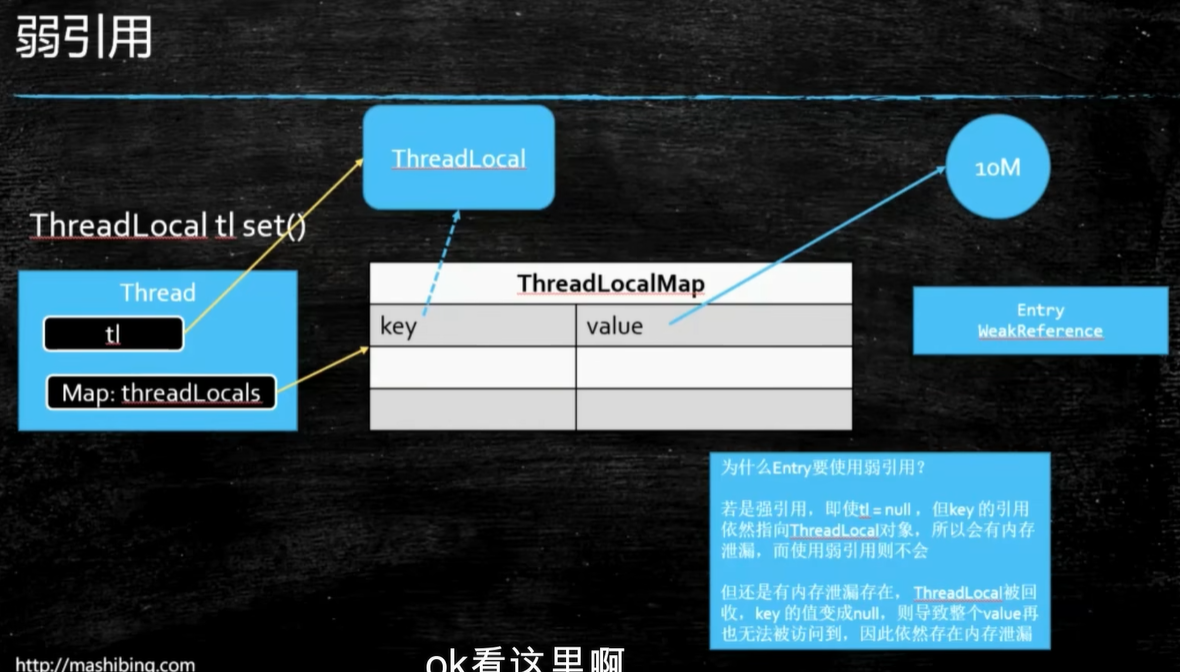 弱引用
ThreadLocal
10M
ThreadLocal tl set()
Thread
tl
Map: threadLocals
ThreadLocalMap
key
value
Entry
WeakReference
为什么Entry要使用弱引用？
若是强引用，即使tl = null ，但key 的引用
依然指向ThreadLocal对象，所以会有内存
泄漏，而使用弱引用则不会
但还是有内存泄漏存在， ThreadLocal被回
收，key 的值变成null，则导致整个value再
也无法被访问到，因此依然存在内存泄漏
http://mashibing.com
ok看这里啊